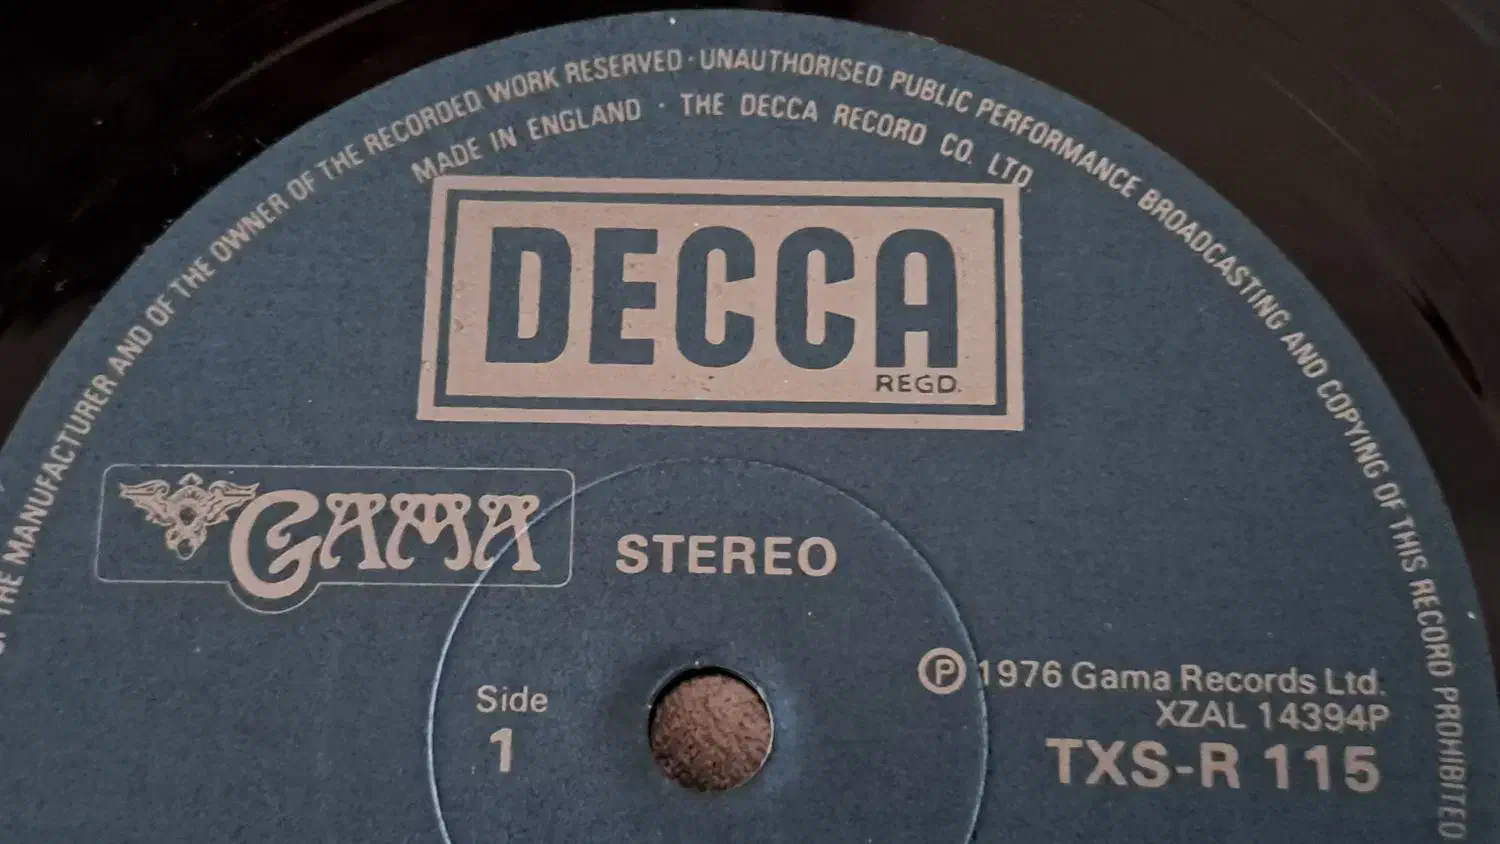 THE MANUFACTURER AND OF THE OWNER OF THE RECORDED WORK RESERVED · UNAUTHORISED PUBLIC PERFORMANCE BROADCASTING AND COPYING OF THIS RECORD PROHIBITED
MADE IN ENGLAND · THE DECCA RECORD CO. LTD.
DECCA
REGD.
GAMA
STEREO
Side
1
Ⓟ 1976 Gama Records Ltd.
XZAL 14394P
TXS-R 115